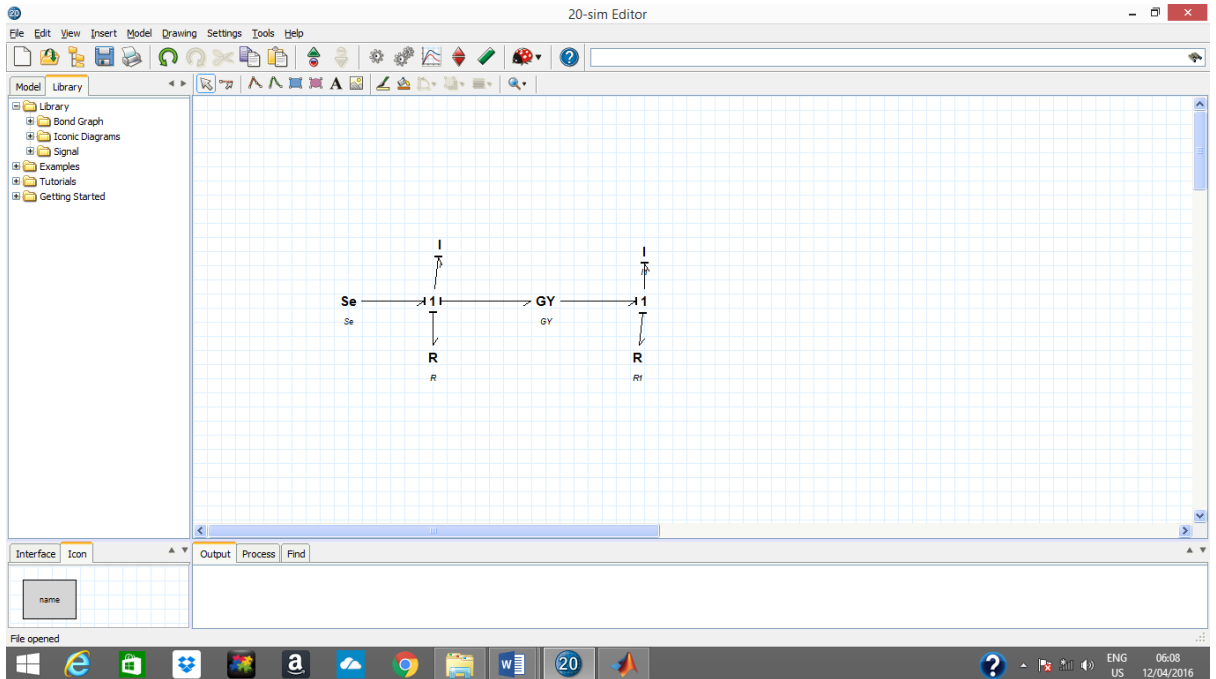 20 20-sim Editor
File Edit View Insert Model Drawing Settings Tools Help
Model Library
A
Library
Bond Graph
Iconic Diagrams
Signal
Examples
Tutorials
Getting Started
I I
Se 1 GY 1
Se GY
R R
R R1
Interface Icon Output Process Find
name
File opened
a W 20 ? ENG 06:08
US 12/04/2016